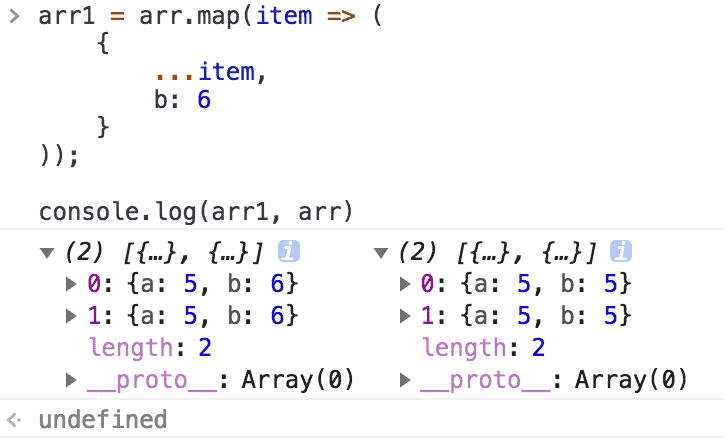 > arr1 = arr.map(item => (
{
...item,
b: 6
}
));
console.log(arr1, arr)
▼ (2) [{…}, {…}] i ▼ (2) [{…}, {…}] i
▶ 0: {a: 5, b: 6} ▶ 0: {a: 5, b: 5}
▶ 1: {a: 5, b: 6} ▶ 1: {a: 5, b: 5}
length: 2 length: 2
▶ __proto__: Array(0) ▶ __proto__: Array(0)
undefined